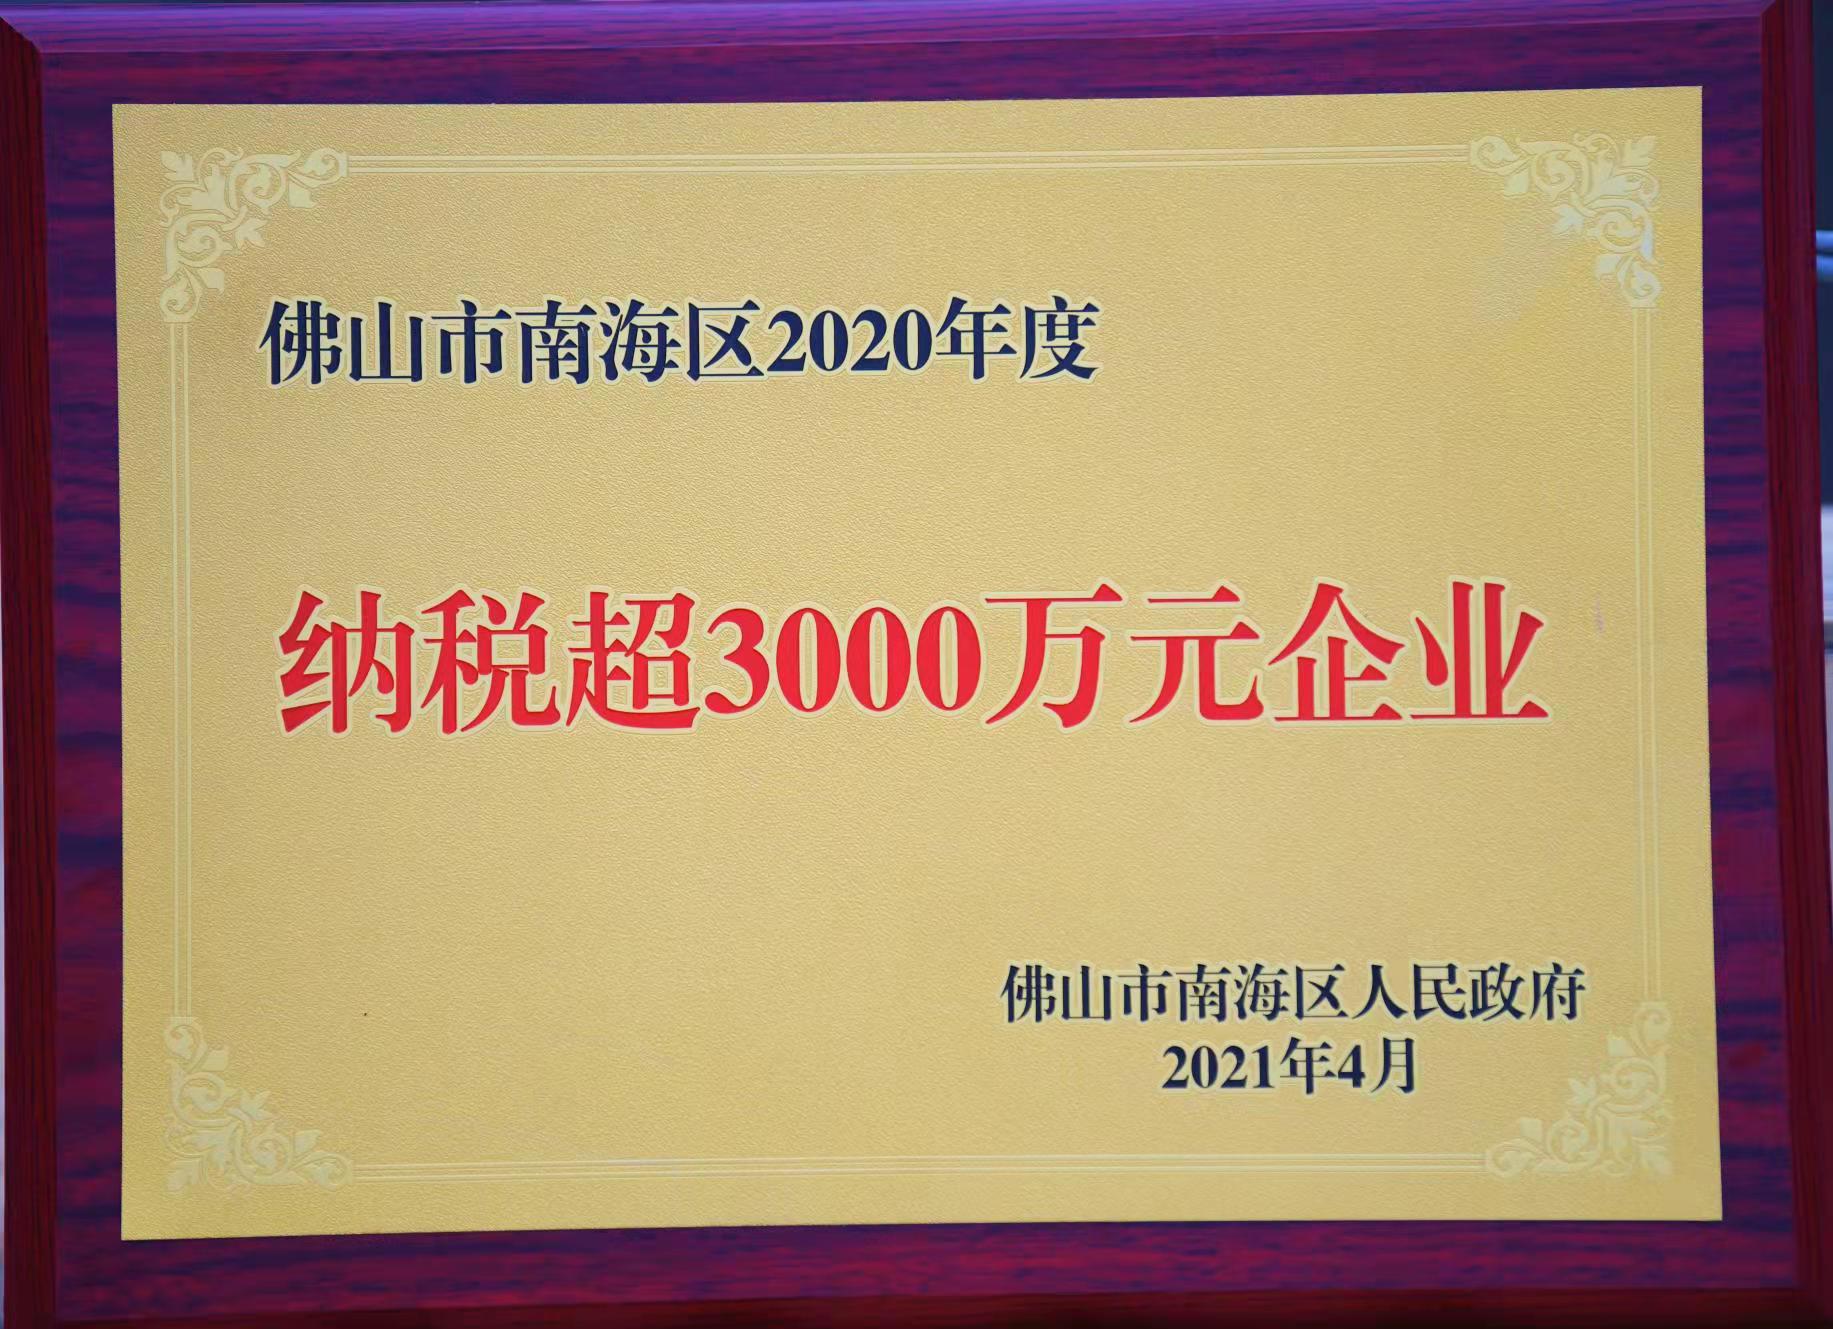 佛山市南海区2020年度
纳税超3000万元企业
佛山市南海区人民政府
2021年4月